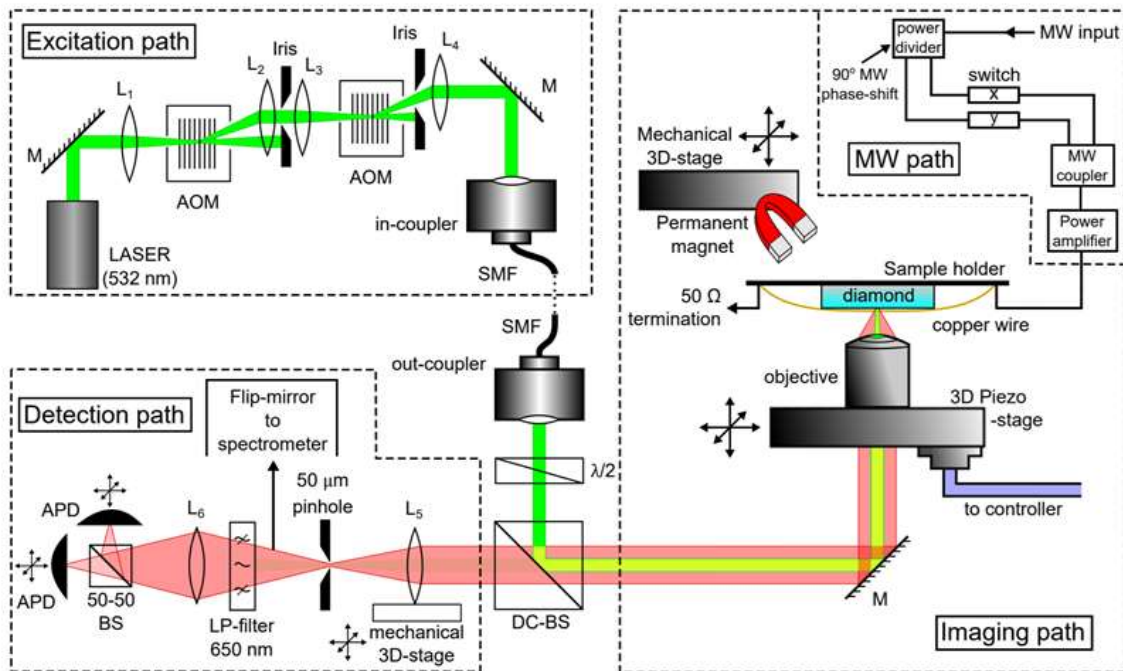 Excitation path
Iris
Iris
L1
L2
L3
L4
M
M
AOM
AOM
LASER
(532 nm)
in-coupler
SMF
SMF
out-coupler
λ/2
DC-BS
Detection path
Flip-mirror
to
spectrometer
50 μm
pinhole
APD
APD
L6
L5
50-50
BS
LP-filter
650 nm
mechanical
3D-stage
power
divider
MW input
90° MW
phase-shift
switch
x
y
MW path
MW
coupler
Power
amplifier
Mechanical
3D-stage
Permanent
magnet
Sample holder
diamond
50 Ω
termination
copper wire
objective
3D Piezo
-stage
to controller
M
Imaging path